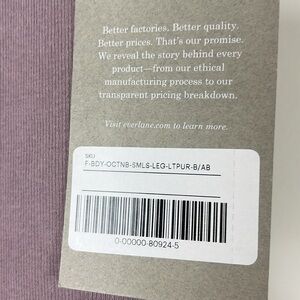 Better factories. Better quality.
Better prices. That's our promise.
We reveal the story behind every
product—from our ethical
manufacturing process to our
transparent pricing breakdown.
Visit everlane.com to learn more.
SKU
F-BDY-OCTNB-SMLS-LEG-LTPUR-B/AB
0-00000-80924-5